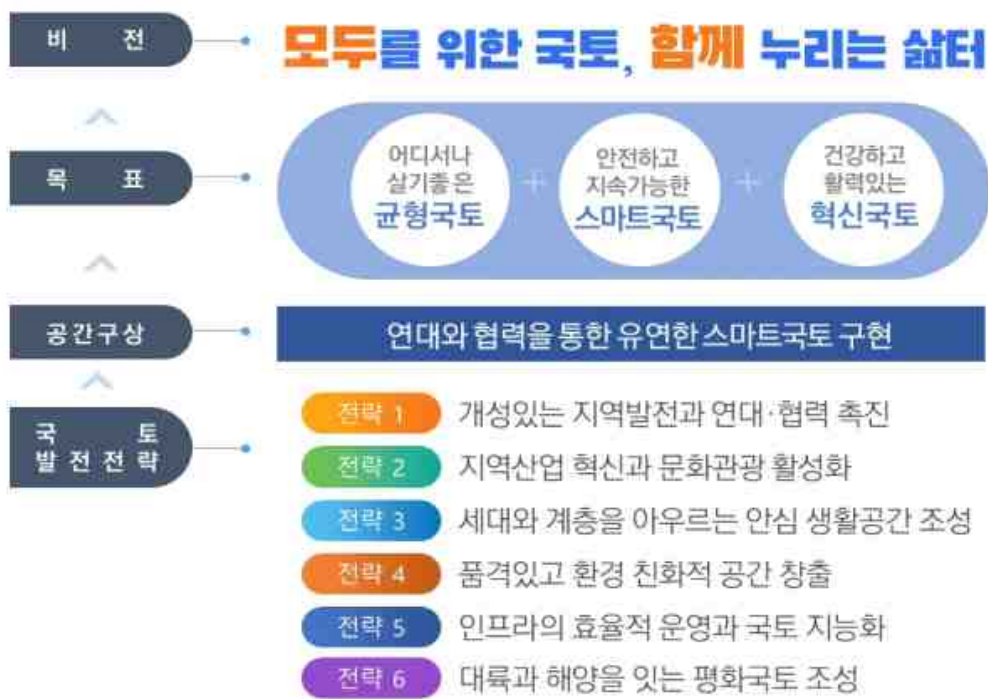 비 전
모두를 위한 국토, 함께 누리는 삶터
목 표
어디서나
살기좋은
균형국토
+
안전하고
지속가능한
스마트국토
+
건강하고
활력있는
혁신국토
공간구상
연대와 협력을 통한 유연한 스마트국토 구현
국 토
발전전략
전략 1 개성있는 지역발전과 연대·협력 촉진
전략 2 지역산업 혁신과 문화관광 활성화
전략 3 세대와 계층을 아우르는 안심 생활공간 조성
전략 4 품격있고 환경 친화적 공간 창출
전략 5 인프라의 효율적 운영과 국토 지능화
전략 6 대륙과 해양을 잇는 평화국토 조성